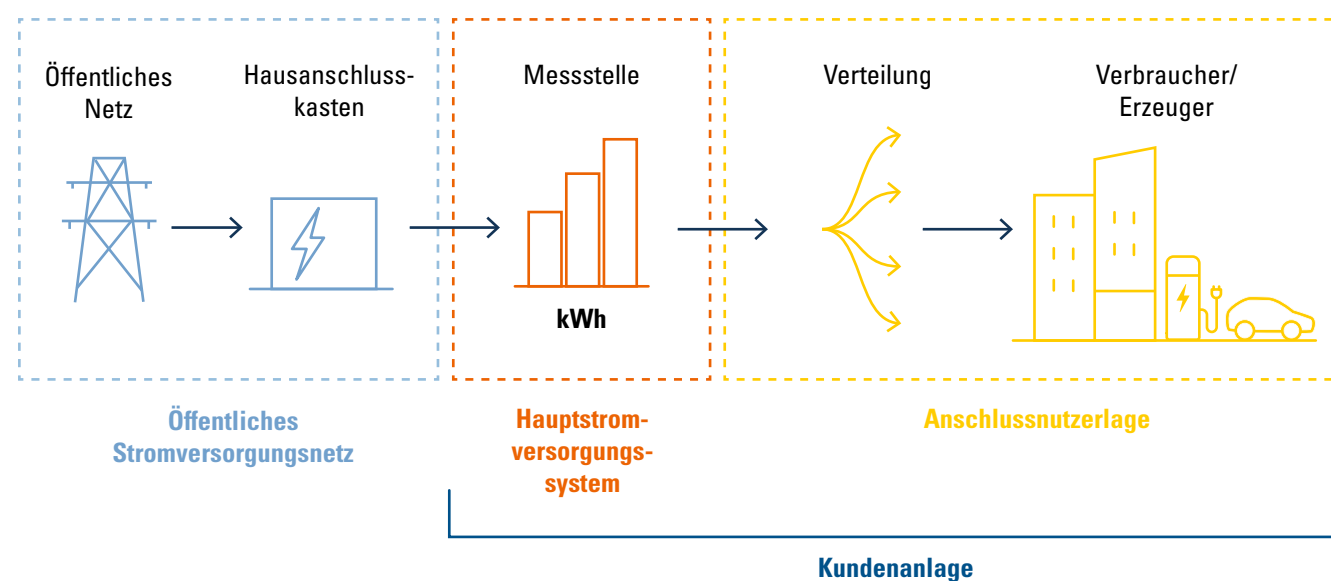 Öffentliches
Netz
Hausanschluss-
kasten
Messstelle
Verteilung
Verbraucher/
Erzeuger
kWh
Öffentliches
Stromversorgungsnetz
Hauptstrom-
versorgungs-
system
Anschlussnutzerlage
Kundenanlage